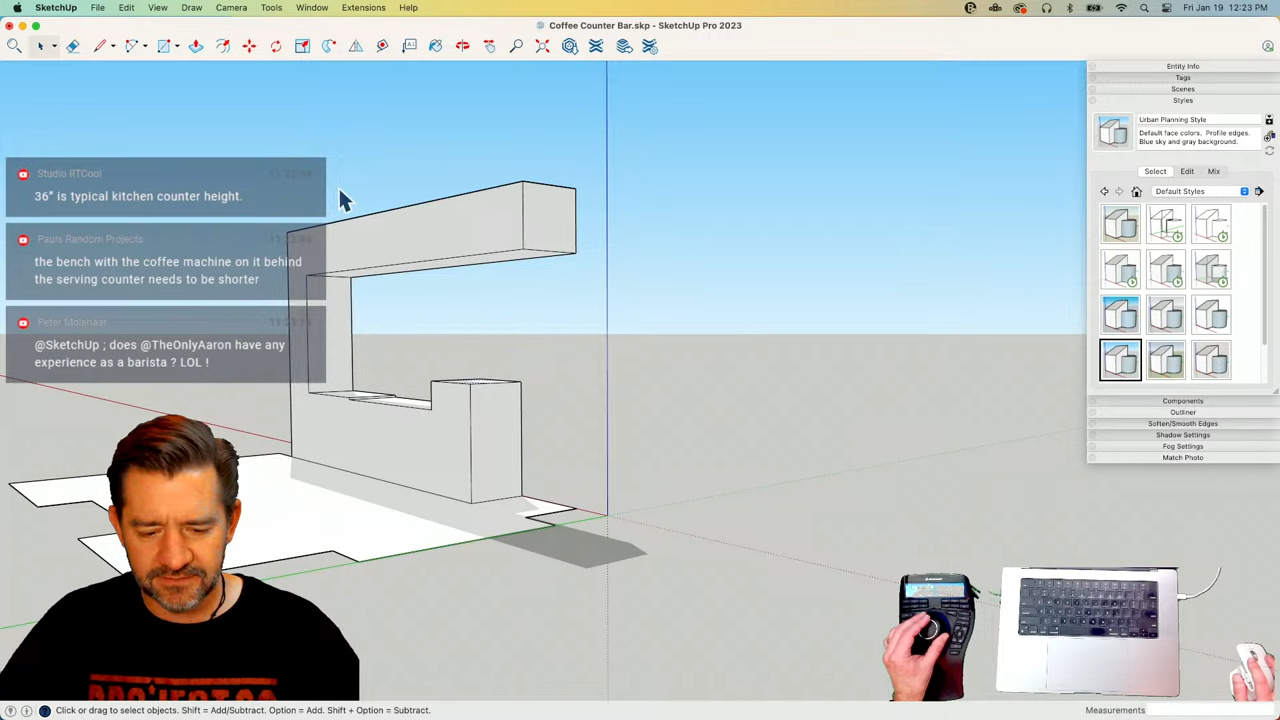 SketchUp File Edit View Draw Camera Tools Window Extensions Help
Fri Jan 19 12:23 PM
Coffee Counter Bar.skp - SketchUp Pro 2023
Entity Info
Tags
Scenes
Styles
Urban Planning Style
Default face colors. Profile edges.
Blue sky and gray background.
Select Edit Mix
Default Styles
Components
Outliner
Soften/Smooth Edges
Shadow Settings
Fog Settings
Match Photo
Studio RTCool
36" is typical kitchen counter height.
Pauls Random Projects
the bench with the coffee machine on it behind
the serving counter needs to be shorter
Peter Molenaar
@SketchUp ; does @TheOnlyAaron have any
experience as a barista ? LOL !
Click or drag to select objects. Shift = Add/Subtract. Option = Add. Shift + Option = Subtract.
Measurements